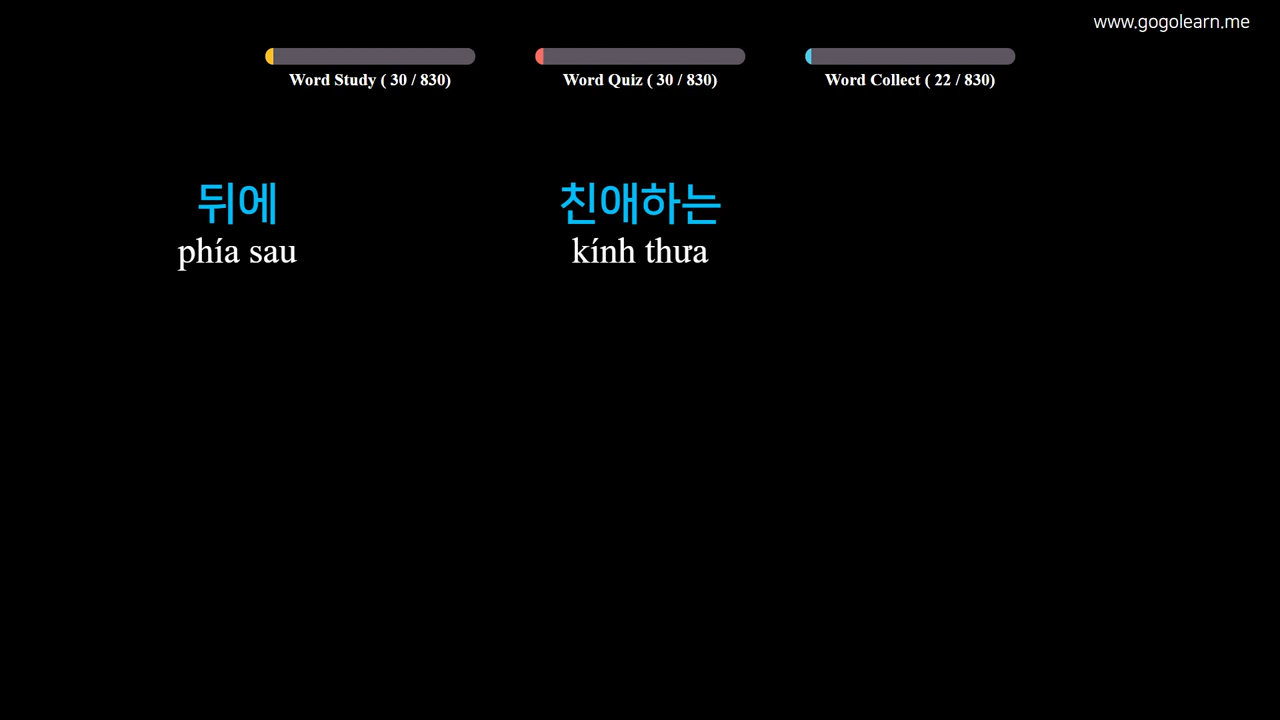 www.gogolearn.me
Word Study ( 30 / 830)
Word Quiz ( 30 / 830)
Word Collect ( 22 / 830)
뒤에
phía sau
친애하는
kính thưa